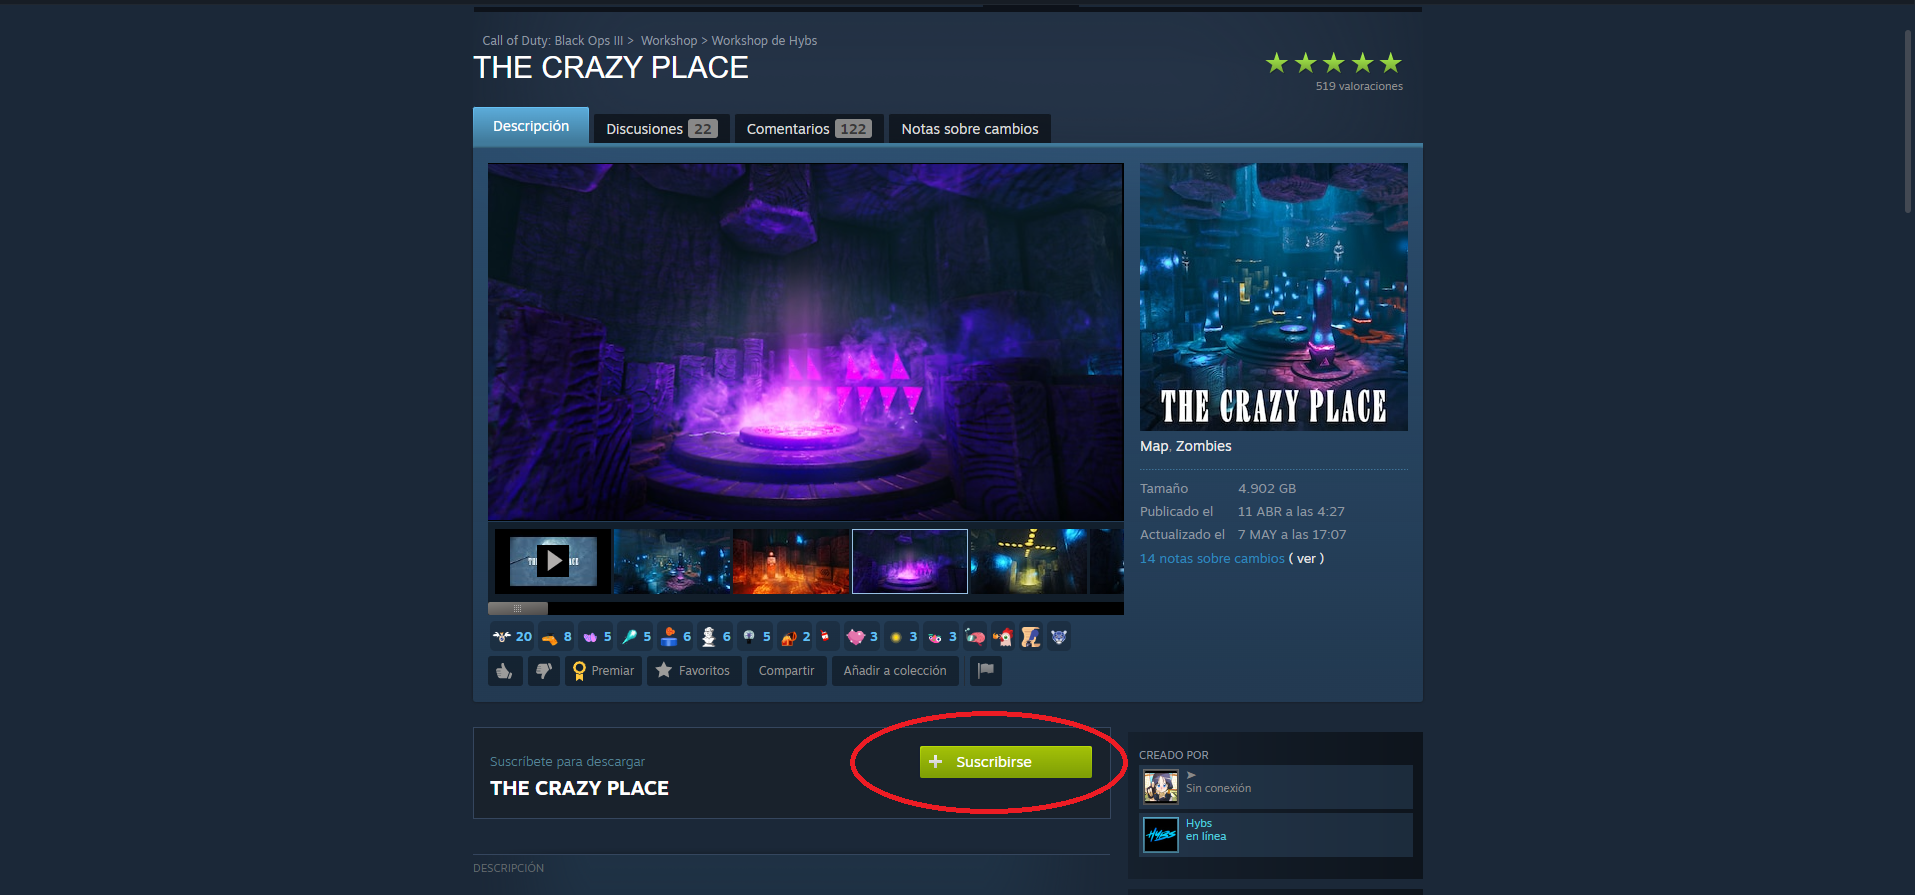 Call of Duty: Black Ops III > Workshop > Workshop de Hybs
THE CRAZY PLACE
519 valoraciones
Descripción
Discusiones 22
Comentarios 122
Notas sobre cambios
THE CRAZY PLACE
Map, Zombies
Tamaño 4.902 GB
Publicado el 11 ABR a las 4:27
Actualizado el 7 MAY a las 17:07
14 notas sobre cambios ( ver )
20 8 5 5 6 6 5 2 3 3 3
Premiar Favoritos Compartir Añadir a colección
Suscríbete para descargar
THE CRAZY PLACE
+ Suscribirse
CREADO POR
Sin conexión
HYBS
Hybs
en línea
DESCRIPCIÓN